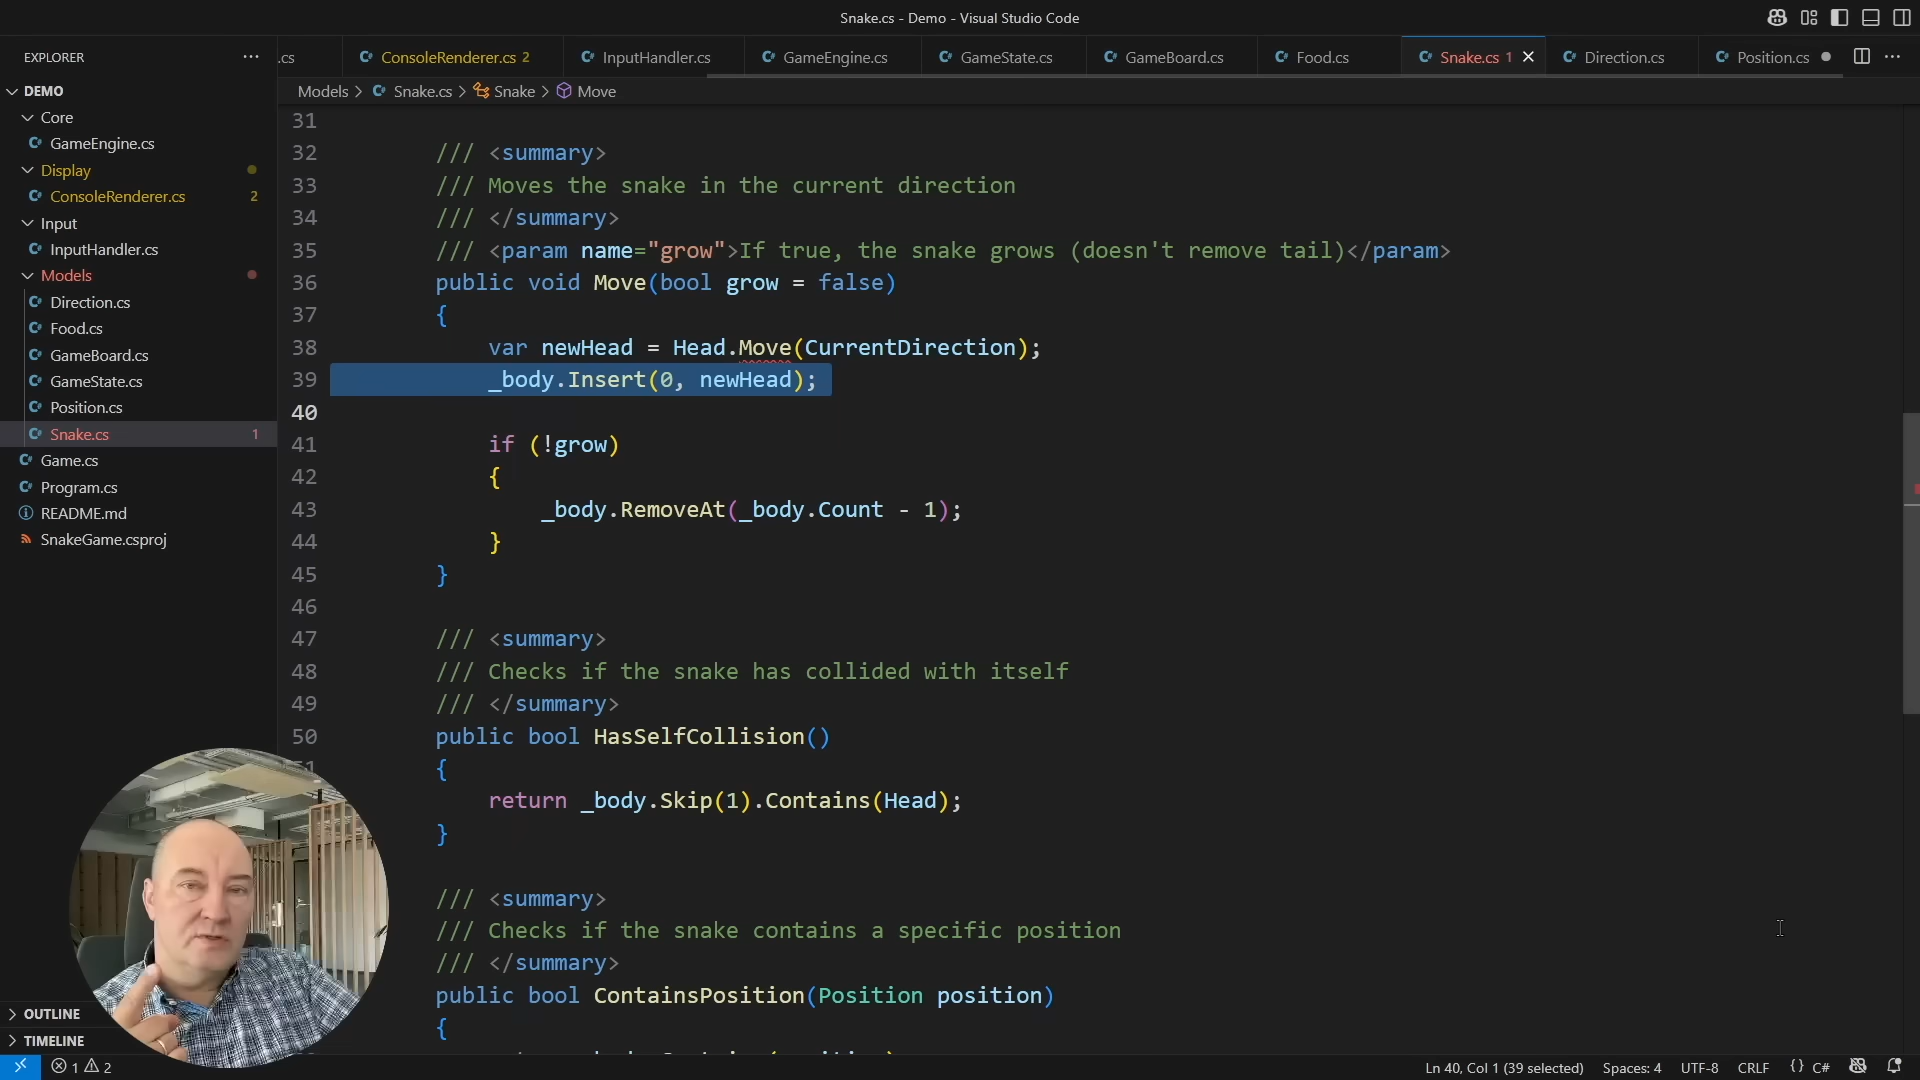 Snake.cs - Demo - Visual Studio Code
EXPLORER
.cs
ConsoleRenderer.cs 2
InputHandler.cs
GameEngine.cs
GameState.cs
GameBoard.cs
Food.cs
Snake.cs 1
Direction.cs
Position.cs
Models > Snake.cs > Snake > Move
DEMO
Core
GameEngine.cs
Display
ConsoleRenderer.cs 2
Input
InputHandler.cs
Models
Direction.cs
Food.cs
GameBoard.cs
GameState.cs
Position.cs
Snake.cs 1
Game.cs
Program.cs
README.md
SnakeGame.csproj
OUTLINE
TIMELINE
31
32 /// <summary>
33 /// Moves the snake in the current direction
34 /// </summary>
35 /// <param name="grow">If true, the snake grows (doesn't remove tail)</param>
36 public void Move(bool grow = false)
37 {
38 var newHead = Head.Move(CurrentDirection);
39 _body.Insert(0, newHead);
40
41 if (!grow)
42 {
43 _body.RemoveAt(_body.Count - 1);
44 }
45 }
46
47 /// <summary>
48 /// Checks if the snake has collided with itself
49 /// </summary>
50 public bool HasSelfCollision()
{
return _body.Skip(1).Contains(Head);
}
/// <summary>
/// Checks if the snake contains a specific position
/// </summary>
public bool ContainsPosition(Position position)
{
1 2
Ln 40, Col 1 (39 selected) Spaces: 4 UTF-8 CRLF {} C#